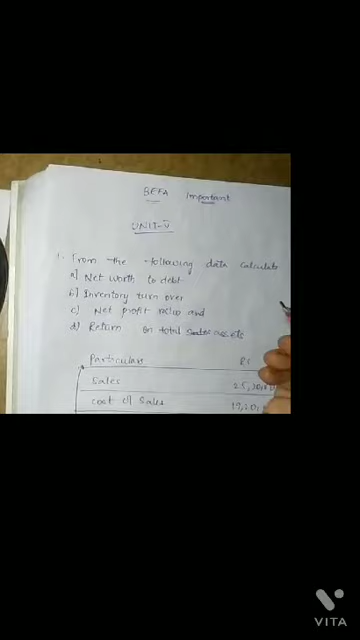 BEFA Important
UNIT-V
1. From the following data calculate
a] Net worth to debt
b] Inventory turn over
c) Net profit ratio and
d) Return on total assets
Particulars Rs
Sales
cost of Sales
VITA